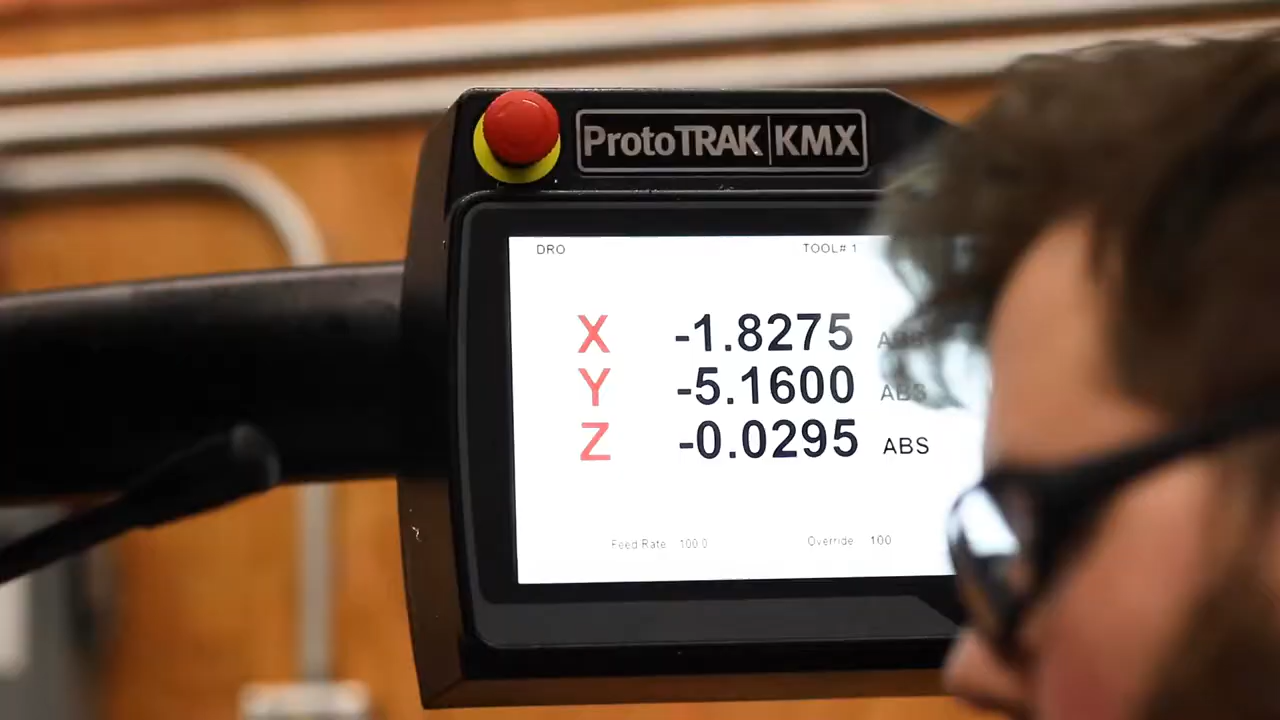 ProtoTRAK KMX
DRO TOOL# 1
X -1.8275 ABS
Y -5.1600 ABS
Z -0.0295 ABS
Feed Rate 100.0 Override 100